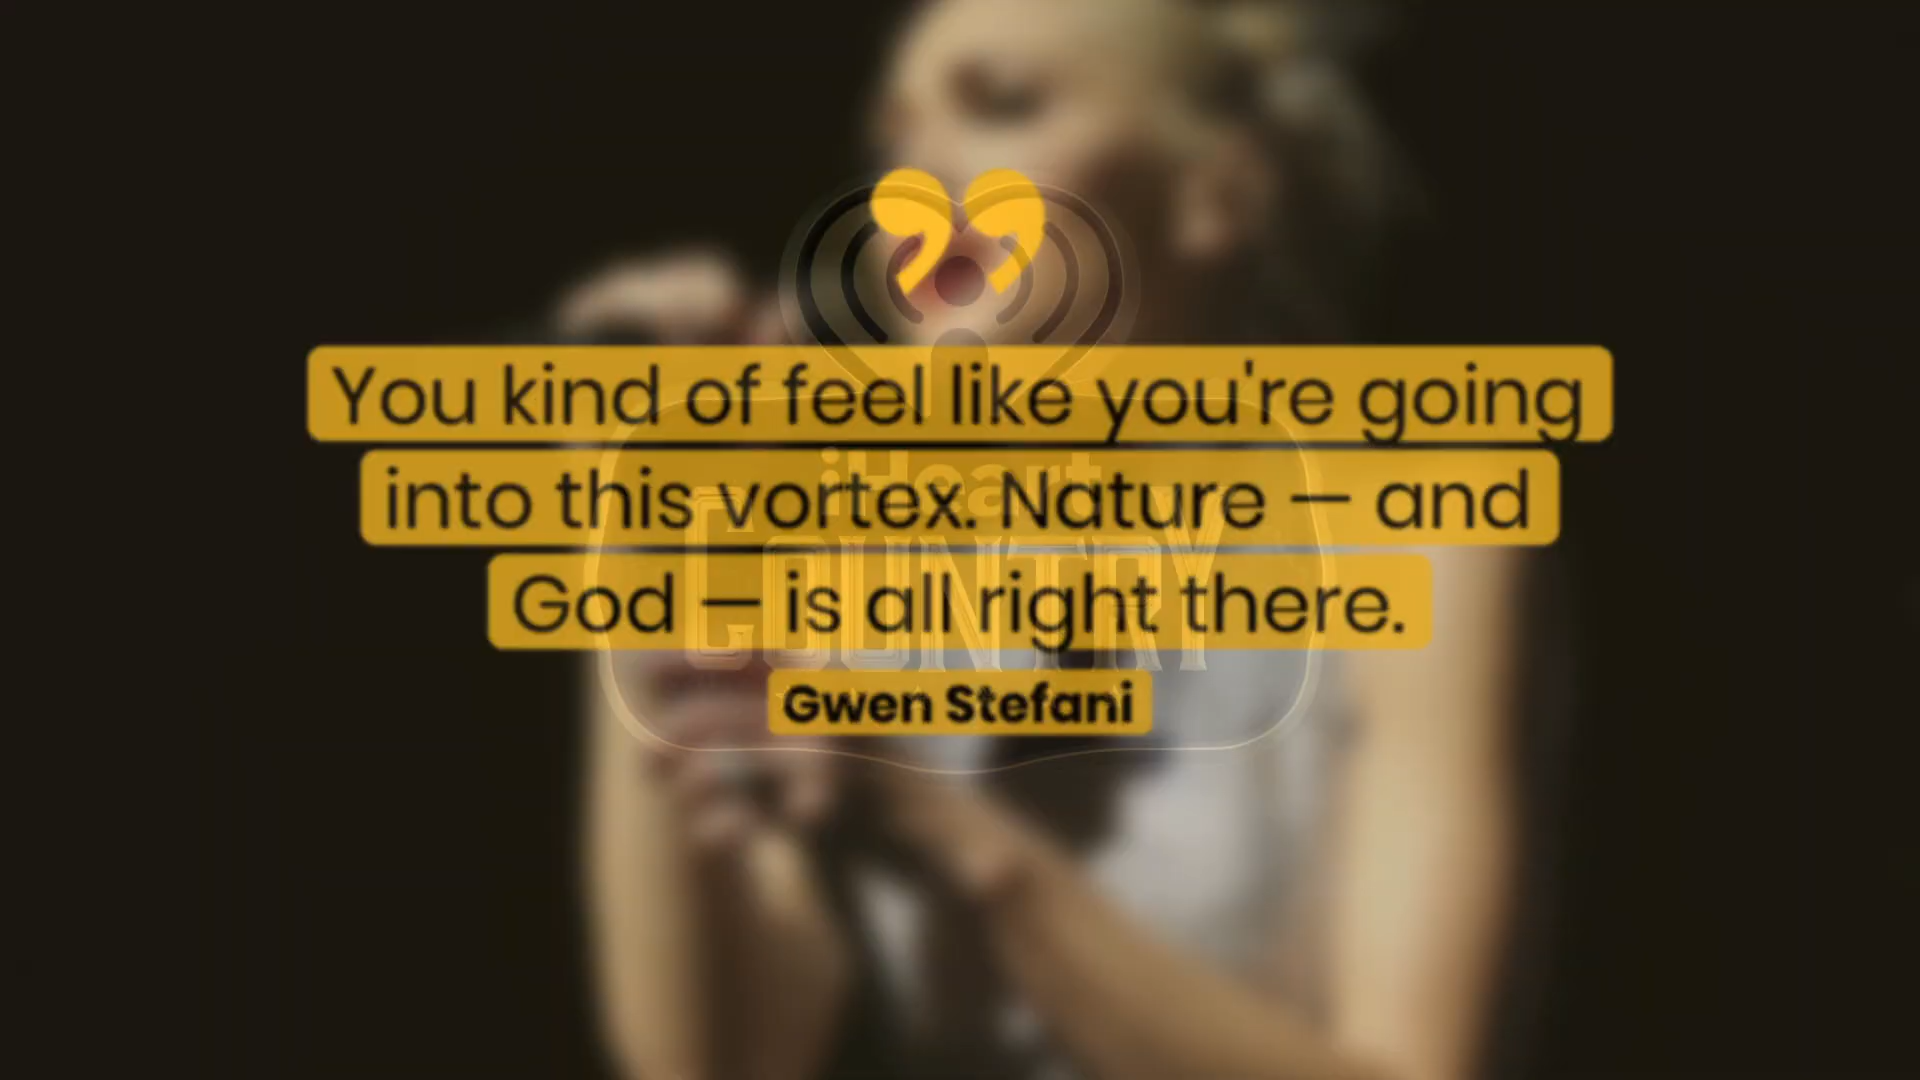 You kind of feel like you're going
into this vortex. Nature — and
God — is all right there.
Gwen Stefani
iHeart
COUNTRY